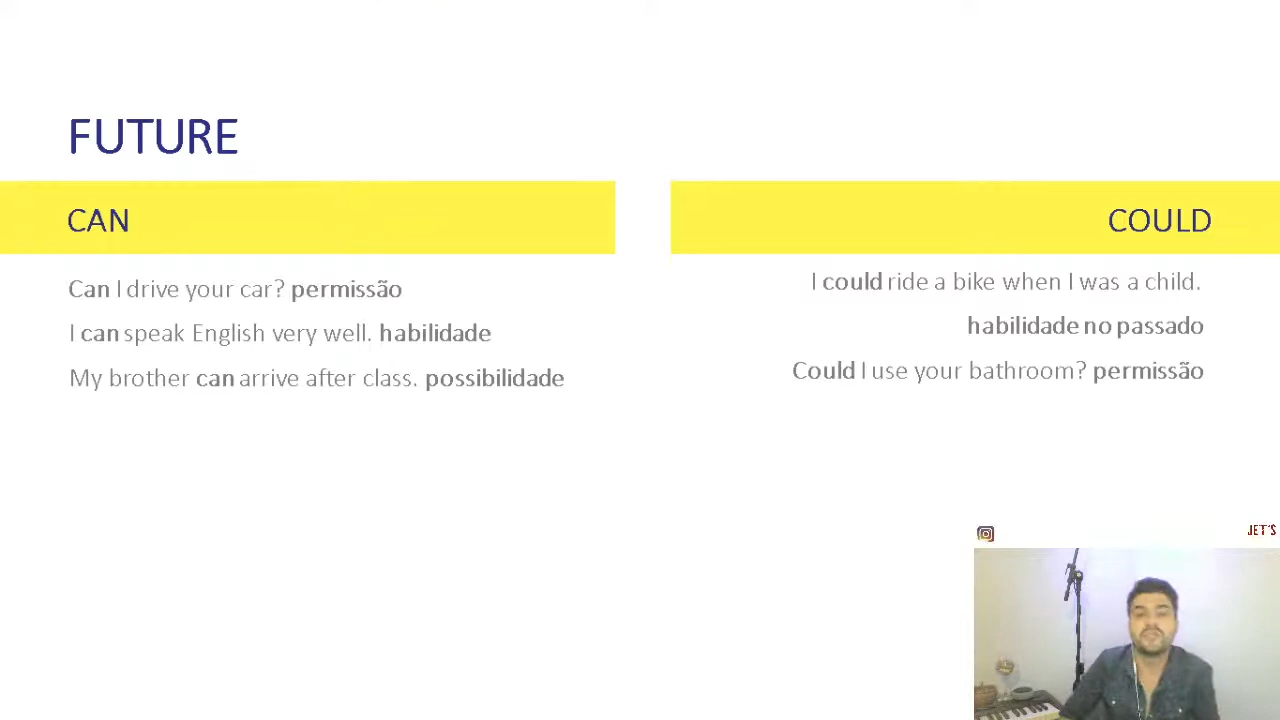 FUTURE
CAN
Can I drive your car? permissão
I can speak English very well. habilidade
My brother can arrive after class. possibilidade
COULD
I could ride a bike when I was a child.
habilidade no passado
Could I use your bathroom? permissão
JET'S